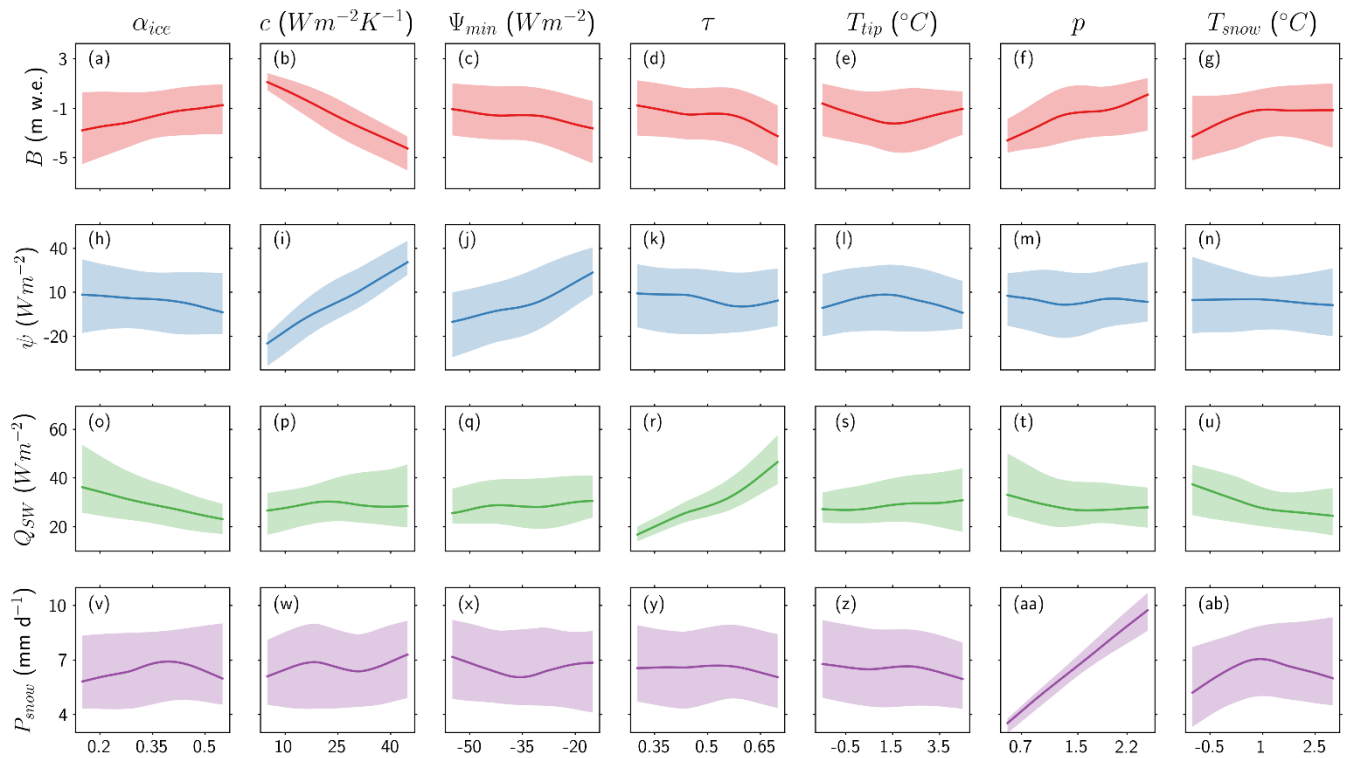 α_ice c (Wm⁻²K⁻¹) Ψ_min (Wm⁻²) τ T_tip (°C) p T_snow (°C)
(a) (b) (c) (d) (e) (f) (g)
B (m w.e.)
3
-1
-5
(h) (i) (j) (k) (l) (m) (n)
ψ (Wm⁻²)
40
10
-20
(o) (p) (q) (r) (s) (t) (u)
Q_SW (Wm⁻²)
60
40
20
(v) (w) (x) (y) (z) (aa) (ab)
P_snow (mm d⁻¹)
10
7
4
0.2 0.35 0.5 10 25 40 -50 -35 -20 0.35 0.5 0.65 -0.5 1.5 3.5 0.7 1.5 2.2 -0.5 1 2.5